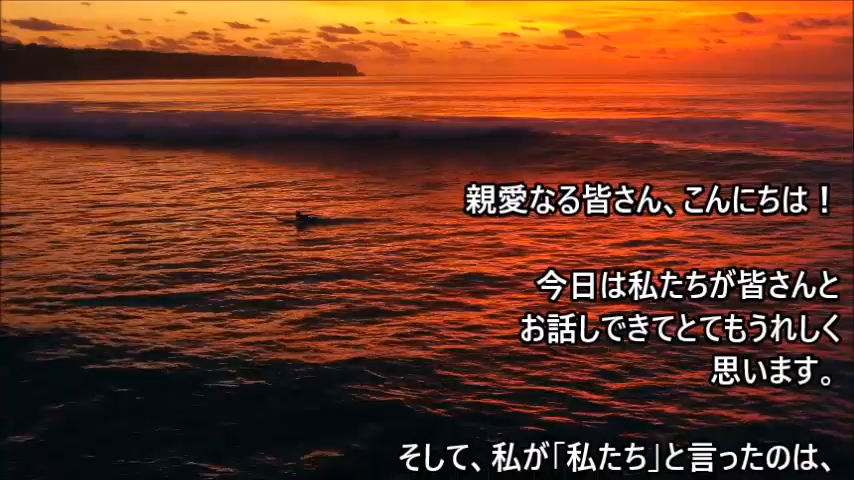 親愛なる皆さん、こんにちは！
今日は私たちが皆さんと
お話しできてとてもうれしく
思います。
そして、私が「私たち」と言ったのは、